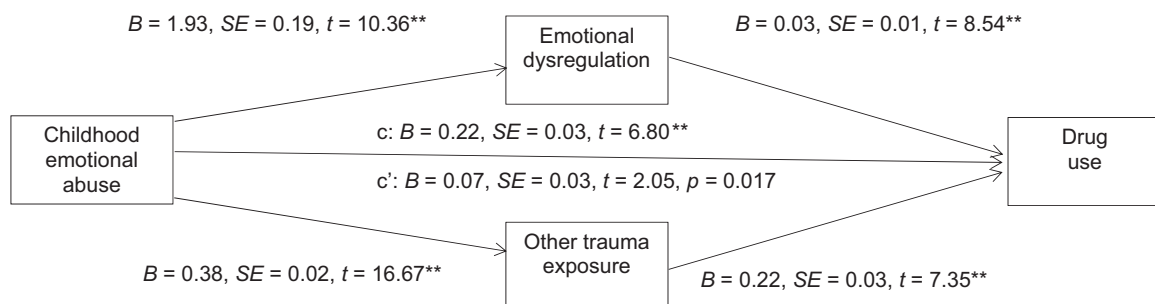 B = 1.93, SE = 0.19, t = 10.36**
Emotional
dysregulation
B = 0.03, SE = 0.01, t = 8.54**
Childhood
emotional
abuse
c: B = 0.22, SE = 0.03, t = 6.80**
c’: B = 0.07, SE = 0.03, t = 2.05, p = 0.017
Drug
use
B = 0.38, SE = 0.02, t = 16.67**
Other trauma
exposure
B = 0.22, SE = 0.03, t = 7.35**